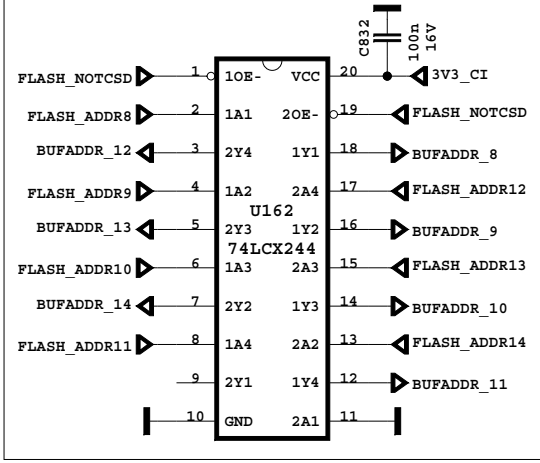 C832
100n
16V
FLASH_NOTCSD 1 1OE- VCC 20 3V3_CI
FLASH_ADDR8 2 1A1 2OE- 19 FLASH_NOTCSD
BUFADDR_12 3 2Y4 1Y1 18 BUFADDR_8
FLASH_ADDR9 4 1A2 2A4 17 FLASH_ADDR12
U162
BUFADDR_13 5 2Y3 1Y2 16 BUFADDR_9
74LCX244
FLASH_ADDR10 6 1A3 2A3 15 FLASH_ADDR13
BUFADDR_14 7 2Y2 1Y3 14 BUFADDR_10
FLASH_ADDR11 8 1A4 2A2 13 FLASH_ADDR14
9 2Y1 1Y4 12 BUFADDR_11
10 GND 2A1 11